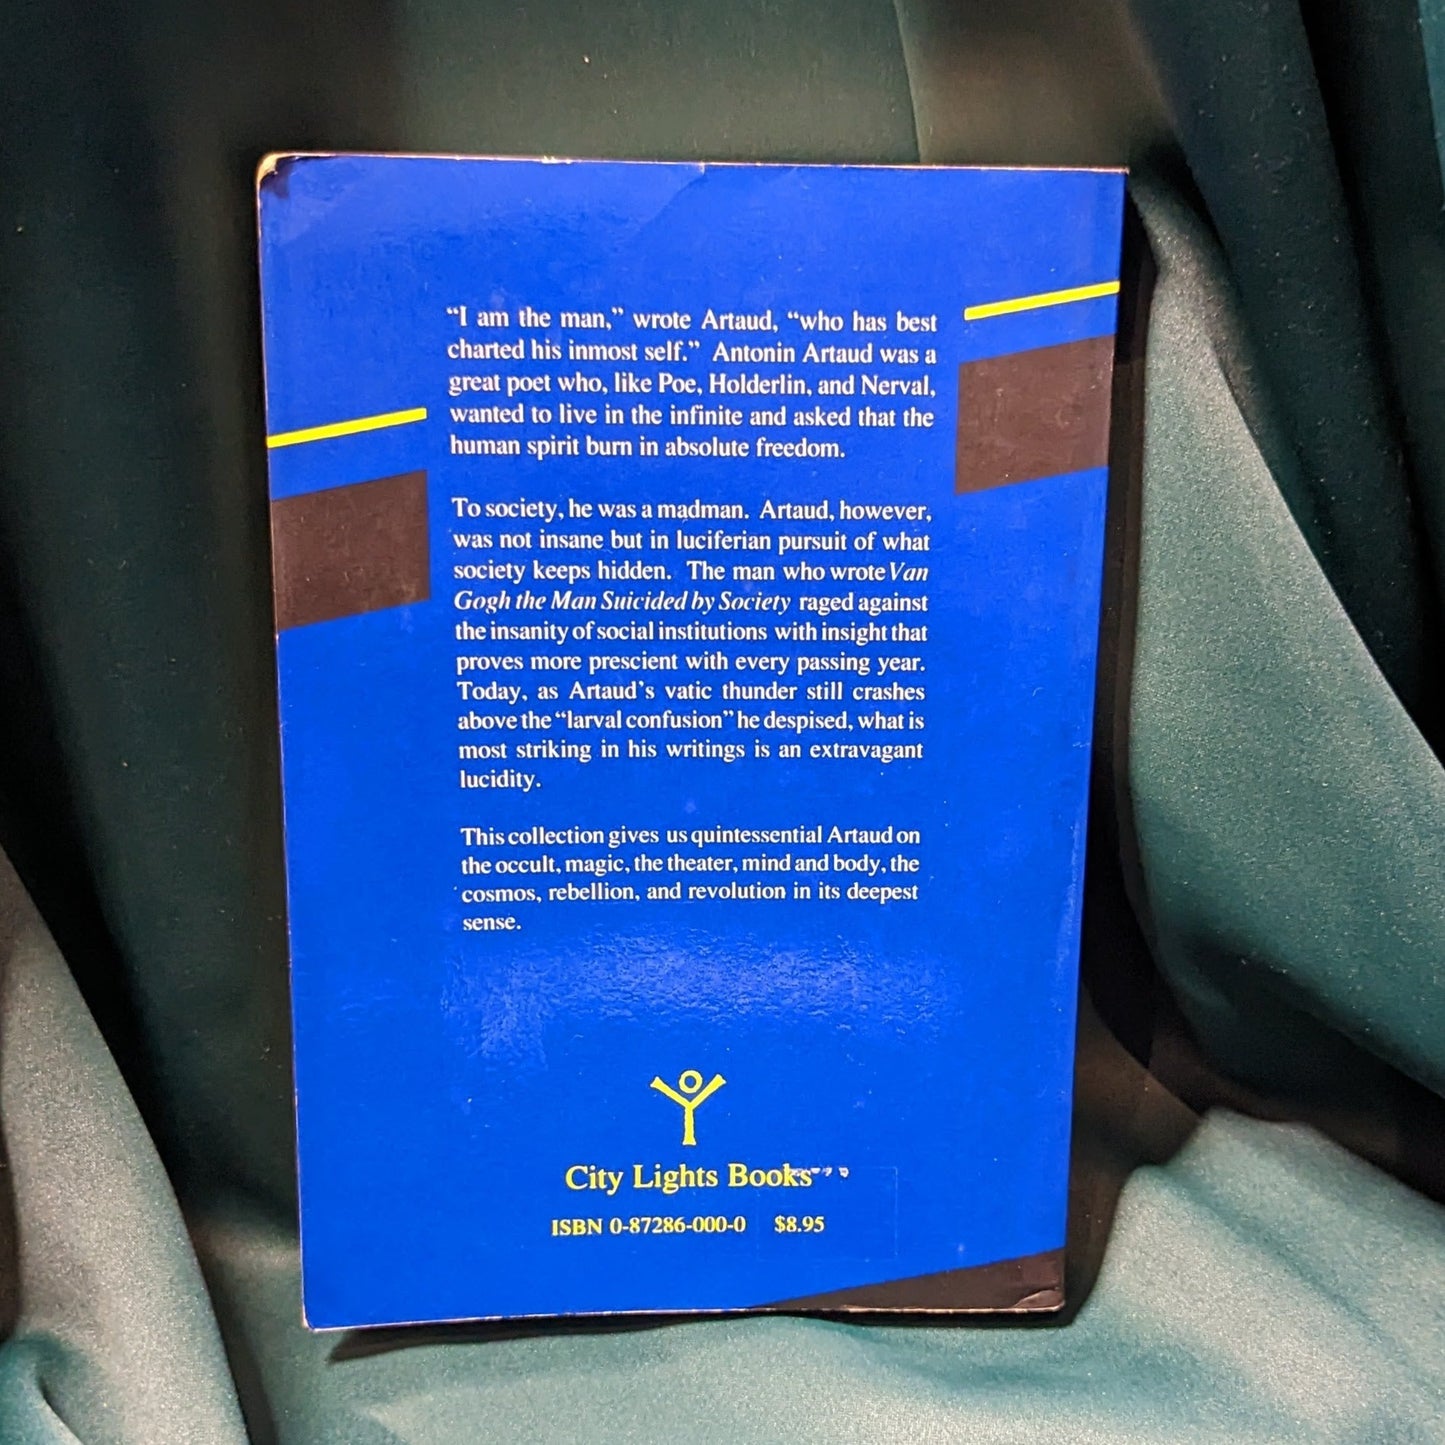 “I am the man,” wrote Artaud, “who has best
charted his inmost self.” Antonin Artaud was a
great poet who, like Poe, Holderlin, and Nerval,
wanted to live in the infinite and asked that the
human spirit burn in absolute freedom.
To society, he was a madman. Artaud, however,
was not insane but in luciferian pursuit of what
society keeps hidden. The man who wrote Van
Gogh the Man Suicided by Society raged against
the insanity of social institutions with insight that
proves more prescient with every passing year.
Today, as Artaud’s vatic thunder still crashes
above the “larval confusion” he despised, what is
most striking in his writings is an extravagant
lucidity.
This collection gives us quintessential Artaud on
the occult, magic, the theater, mind and body, the
cosmos, rebellion, and revolution in its deepest
sense.
City Lights Books
ISBN 0-87286-000-0 $8.95